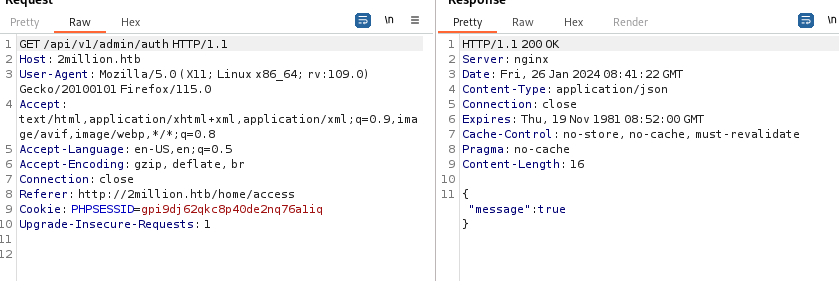 Request
Pretty Raw Hex
\n
1 GET /api/v1/admin/auth HTTP/1.1
2 Host: 2million.htb
3 User-Agent: Mozilla/5.0 (X11; Linux x86_64; rv:109.0)
Gecko/20100101 Firefox/115.0
4 Accept:
text/html,application/xhtml+xml,application/xml;q=0.9,ima
ge/avif,image/webp,*/*;q=0.8
5 Accept-Language: en-US,en;q=0.5
6 Accept-Encoding: gzip, deflate, br
7 Connection: close
8 Referer: http://2million.htb/home/access
9 Cookie: PHPSESSID=gpi9dj62qkc8p40de2nq76a1iq
10 Upgrade-Insecure-Requests: 1
11
12
Response
Pretty Raw Hex Render
\n
1 HTTP/1.1 200 OK
2 Server: nginx
3 Date: Fri, 26 Jan 2024 08:41:22 GMT
4 Content-Type: application/json
5 Connection: close
6 Expires: Thu, 19 Nov 1981 08:52:00 GMT
7 Cache-Control: no-store, no-cache, must-revalidate
8 Pragma: no-cache
9 Content-Length: 16
10
11 {
"message":true
}